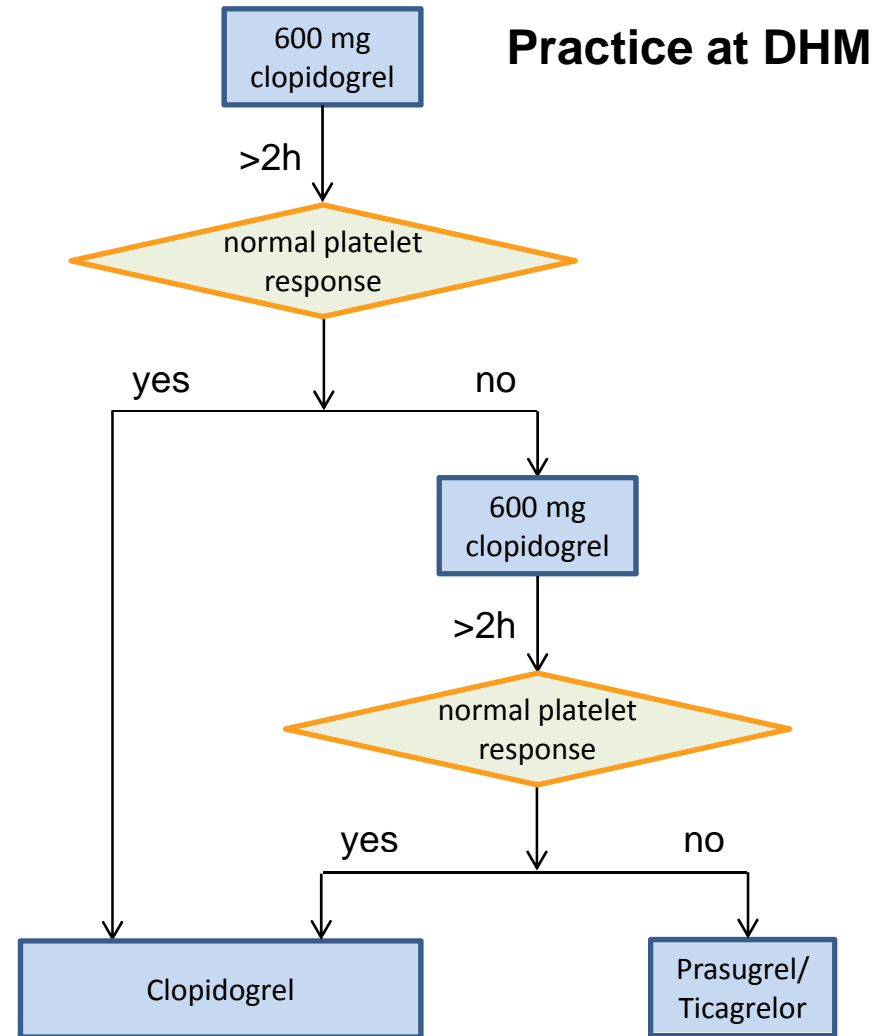 Practice at DHM
600 mg
clopidogrel
>2h
normal platelet
response
yes
no
600 mg
clopidogrel
>2h
normal platelet
response
yes
no
Clopidogrel
Prasugrel/
Ticagrelor